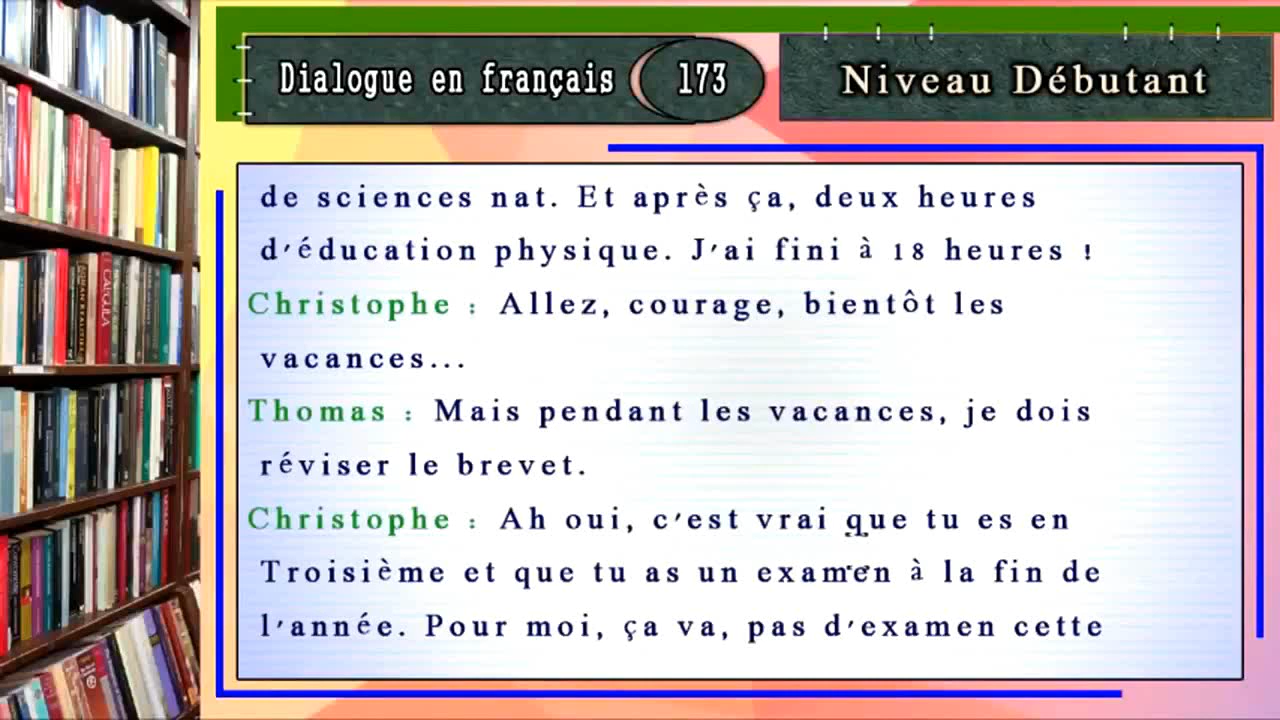 Dialogue en français 173
Niveau Débutant
de sciences nat. Et après ça, deux heures
d'éducation physique. J'ai fini à 18 heures !
Christophe : Allez, courage, bientôt les
vacances...
Thomas : Mais pendant les vacances, je dois
réviser le brevet.
Christophe : Ah oui, c'est vrai que tu es en
Troisième et que tu as un examen à la fin de
l'année. Pour moi, ça va, pas d'examen cette